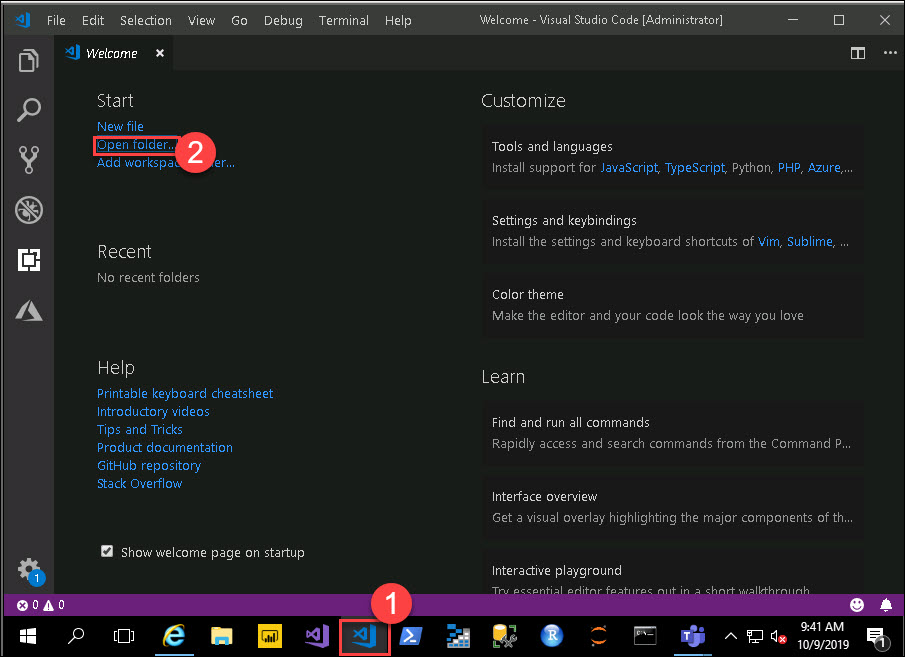 File Edit Selection View Go Debug Terminal Help Welcome - Visual Studio Code [Administrator]
Welcome
Start
New file
Open folder...
2
Add workspac er...
Recent
No recent folders
Help
Printable keyboard cheatsheet
Introductory videos
Tips and Tricks
Product documentation
GitHub repository
Stack Overflow
Show welcome page on startup
Customize
Tools and languages
Install support for JavaScript, TypeScript, Python, PHP, Azure,...
Settings and keybindings
Install the settings and keyboard shortcuts of Vim, Sublime, ...
Color theme
Make the editor and your code look the way you love
Learn
Find and run all commands
Rapidly access and search commands from the Command P...
Interface overview
Get a visual overlay highlighting the major components of th...
Interactive playground
Try essential editor features out in a short walkthrough
1
0 0
1
9:41 AM
10/9/2019
1